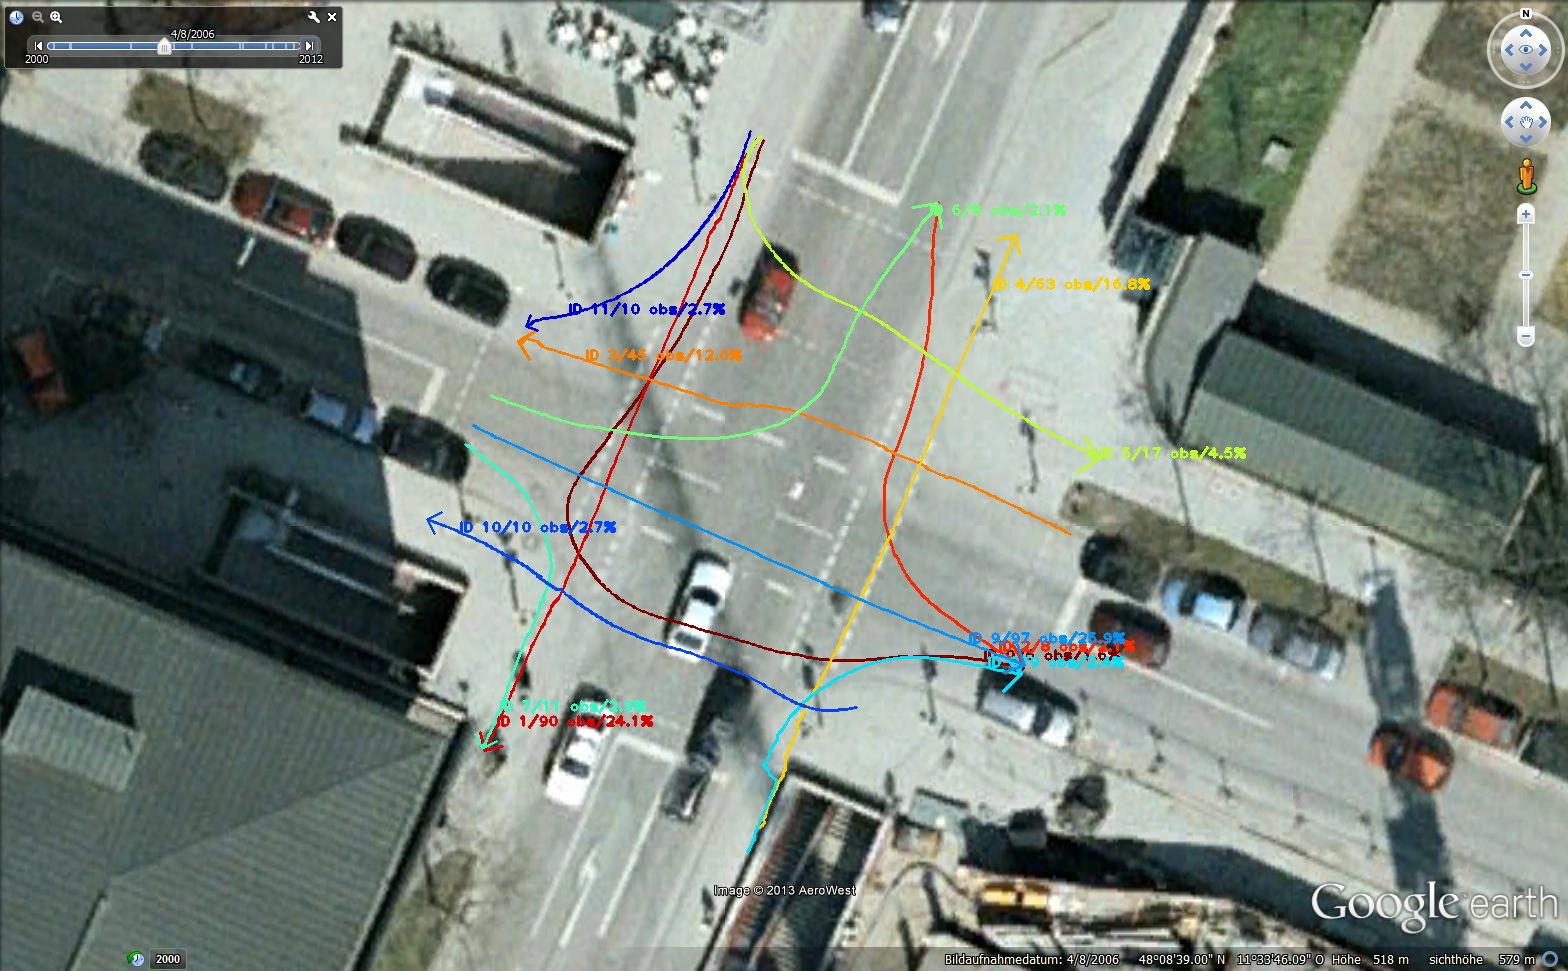 4/8/2006
2000
2012
N
6/8 obs/2.1%
ID 4/63 obs/16.8%
ID 11/10 obs/2.7%
ID 3/45 obs/12.0%
ID 5/17 obs/4.5%
ID 10/10 obs/2.7%
ID 9/97 obs/25.9%
ID 7/11 obs/2.9%
ID 1/90 obs/24.1%
Image © 2013 AeroWest
Google earth
2000
Bildaufnahmedatum: 4/8/2006 48°08'39.00" N 11°33'46.09" O Höhe 518 m sichthöhe 579 m